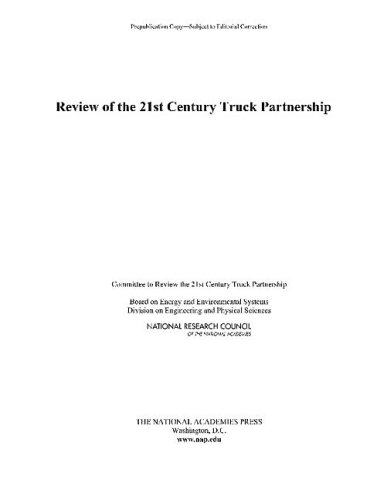 Prepublication Copy—Subject to Editorial Correction
Review of the 21st Century Truck Partnership
Committee to Review the 21st Century Truck Partnership
Board on Energy and Environmental Systems
Division on Engineering and Physical Sciences
NATIONAL RESEARCH COUNCIL
OF THE NATIONAL ACADEMIES
THE NATIONAL ACADEMIES PRESS
Washington, D.C.
www.nap.edu